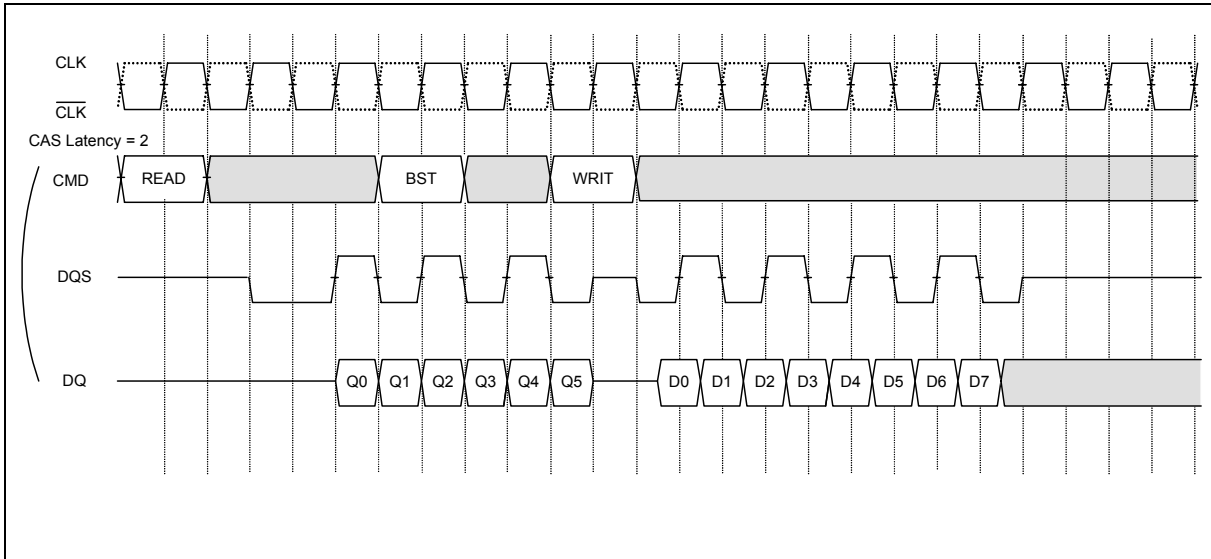 CLK
CLK
CAS Latency = 2
CMD READ BST WRIT
DQS
DQ Q0 Q1 Q2 Q3 Q4 Q5 D0 D1 D2 D3 D4 D5 D6 D7